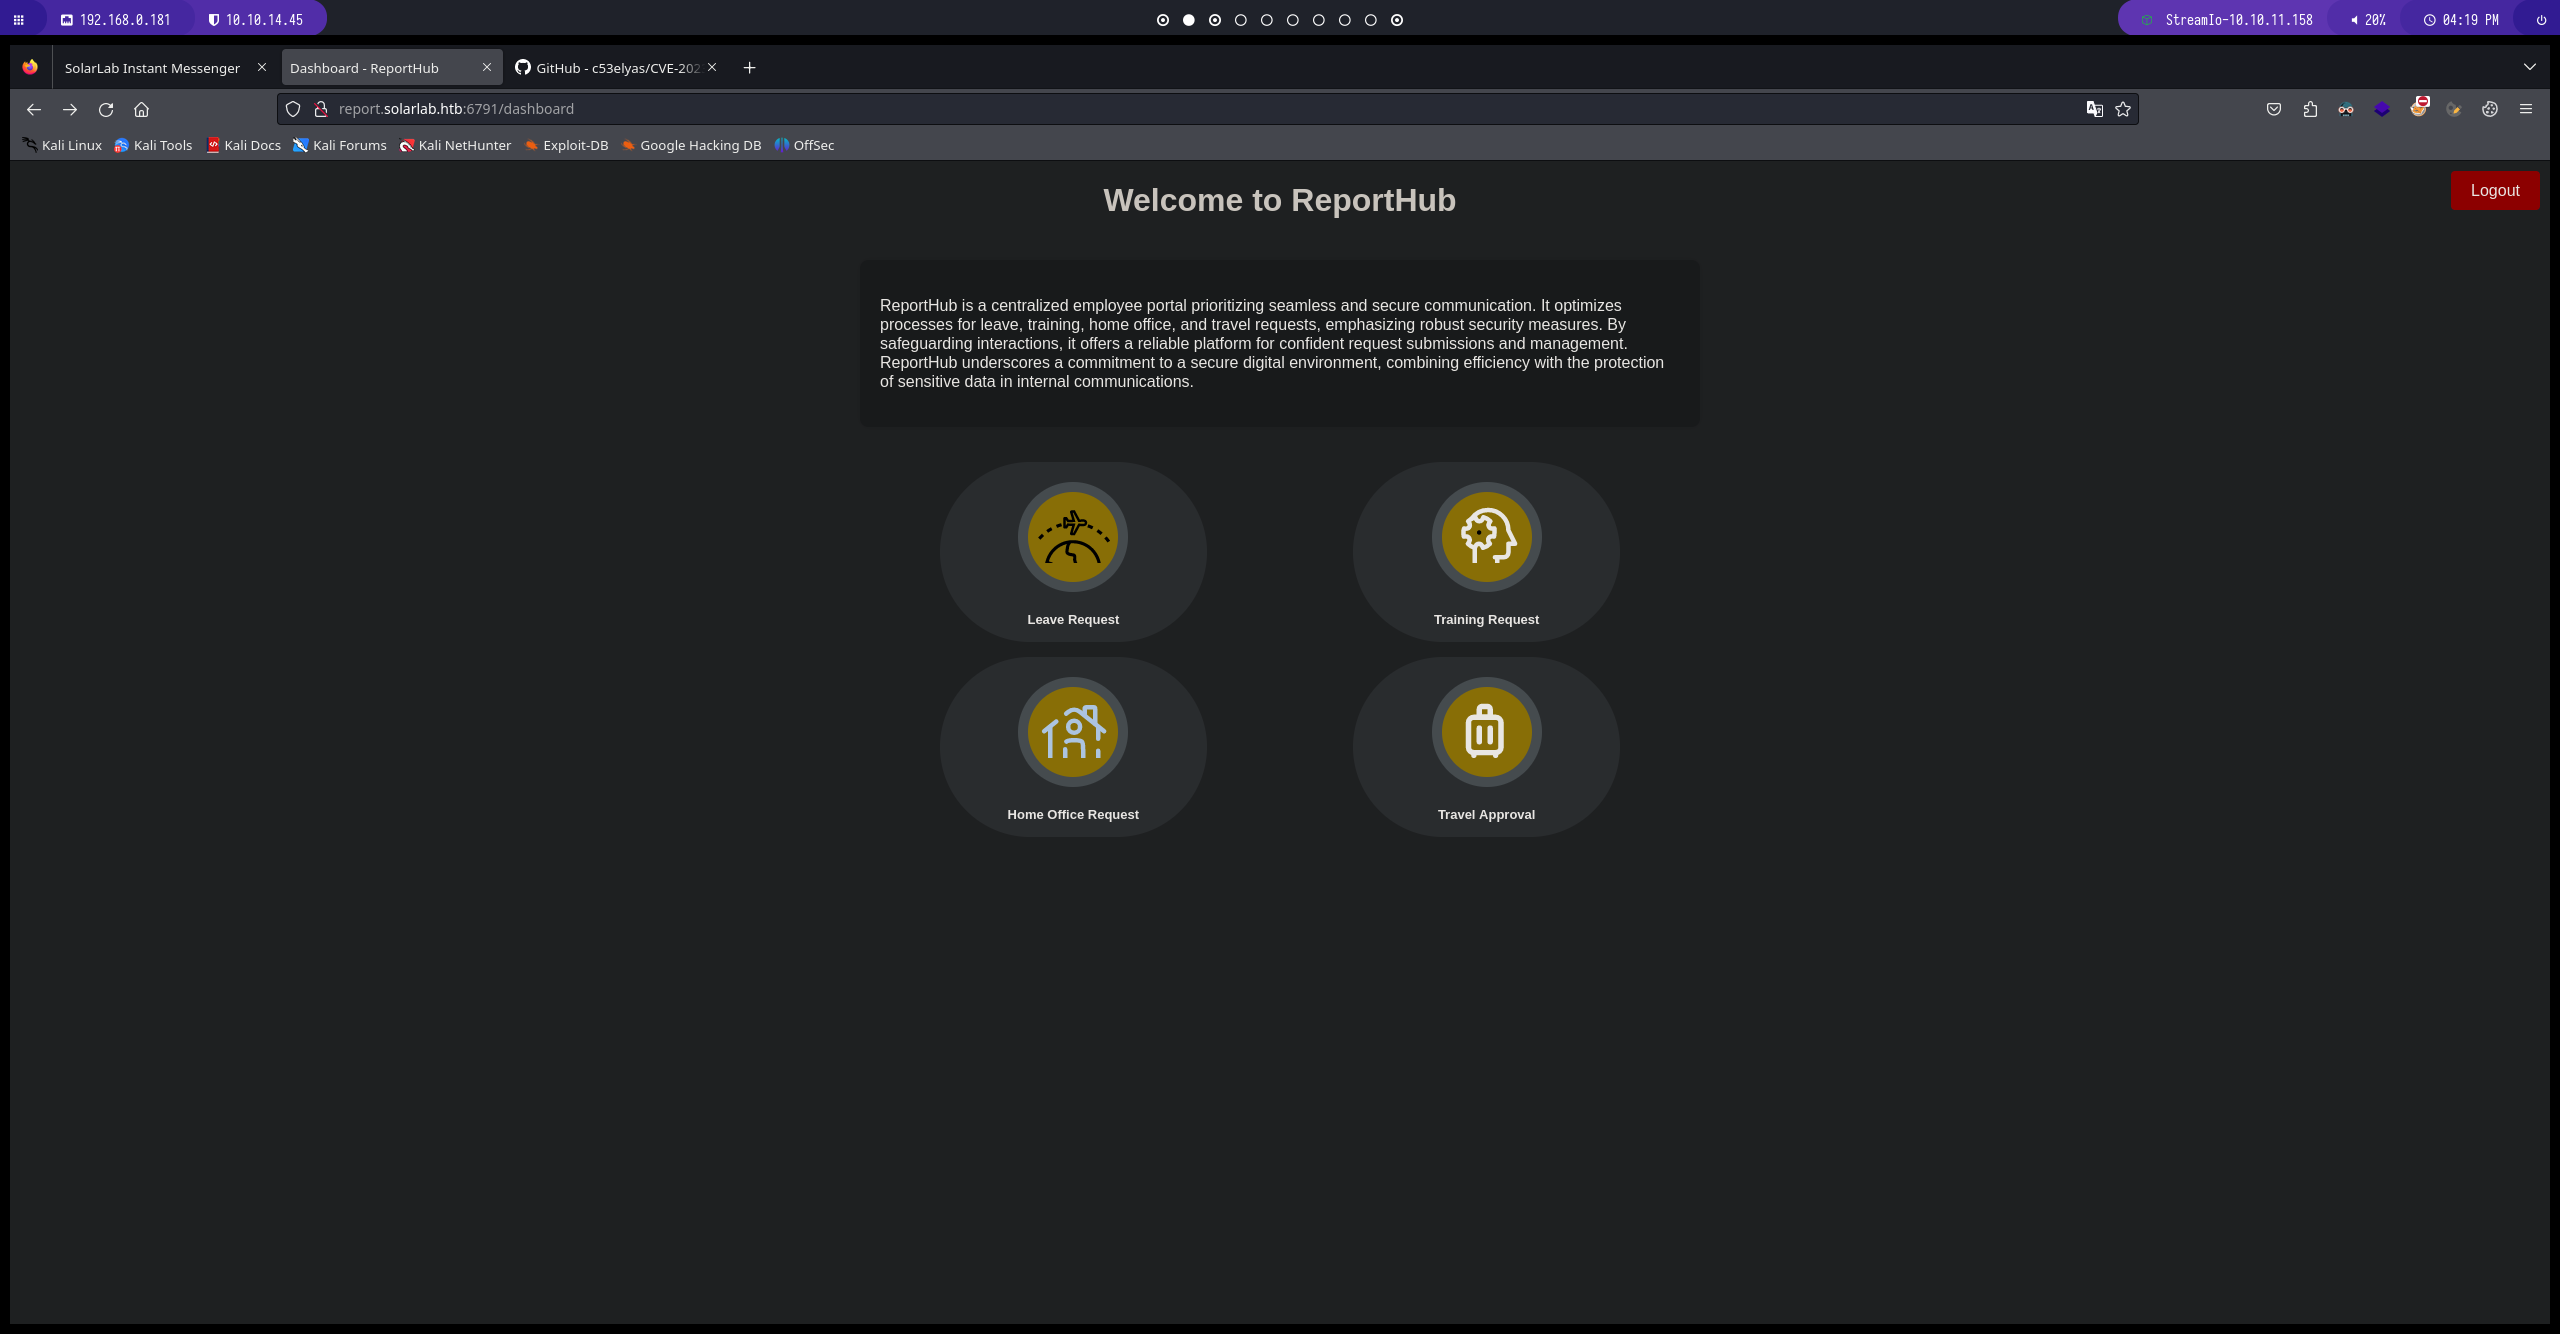 192.168.0.181
10.10.14.45
StreamIo-10.10.11.158
20%
04:19 PM
SolarLab Instant Messenger
Dashboard - ReportHub
GitHub - c53elyas/CVE-202
report.solarlab.htb:6791/dashboard
Kali Linux
Kali Tools
Kali Docs
Kali Forums
Kali NetHunter
Exploit-DB
Google Hacking DB
OffSec
Welcome to ReportHub
Logout
ReportHub is a centralized employee portal prioritizing seamless and secure communication. It optimizes
processes for leave, training, home office, and travel requests, emphasizing robust security measures. By
safeguarding interactions, it offers a reliable platform for confident request submissions and management.
ReportHub underscores a commitment to a secure digital environment, combining efficiency with the protection
of sensitive data in internal communications.
Leave Request
Training Request
Home Office Request
Travel Approval